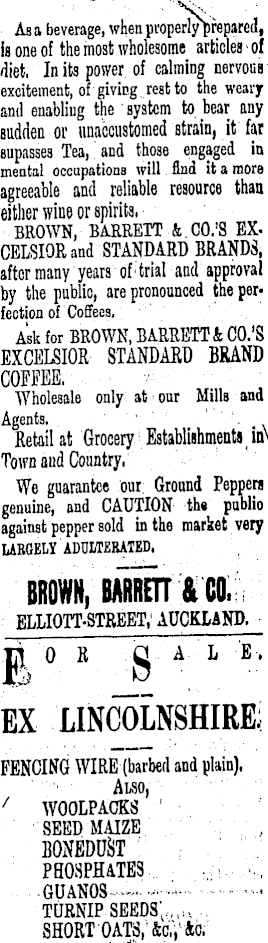 As a beverage, when properly prepared,
is one of the most wholesome articles of
diet. In its power of calming nervous
excitement, of giving rest to the weary
and enabling the system to bear any
sudden or unaccustomed strain, it far
supasses Tea, and those engaged in
mental occupations will find it a more
agreeable and reliable resource than
either wine or spirits.
BROWN, BARRETT & CO.'S EX-
CELSIOR and STANDARD BRANDS,
after many years of trial and approval
by the public, are pronounced the per-
fection of Coffees.
Ask for BROWN, BARRETT & CO.'S
EXCELSIOR STANDARD BRAND
COFFEE.
Wholesale only at our Mills and
Agents.
Retail at Grocery Establishments in
Town and Country.
We guarantee our Ground Peppers
genuine, and CAUTION the public
against pepper sold in the market very
LARGELY ADULTERATED.
BROWN, BARRETT & CO.,
ELLIOTT-STREET, AUCKLAND.
FOR SALE.
EX LINCOLNSHIRE.
FENCING WIRE (barbed and plain).
ALSO,
WOOLPACKS
SEED MAIZE
BONEDUST
PHOSPHATES
GUANOS
TURNIP SEEDS
SHORT OATS, &c., &c.